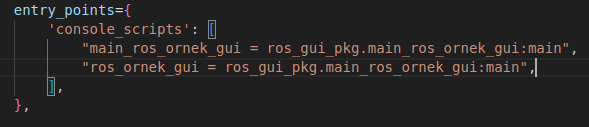 entry_points={
'console_scripts': [
"main_ros_ornek_gui = ros_gui_pkg.main_ros_ornek_gui:main",
"ros_ornek_gui = ros_gui_pkg.main_ros_ornek_gui:main",
],
},